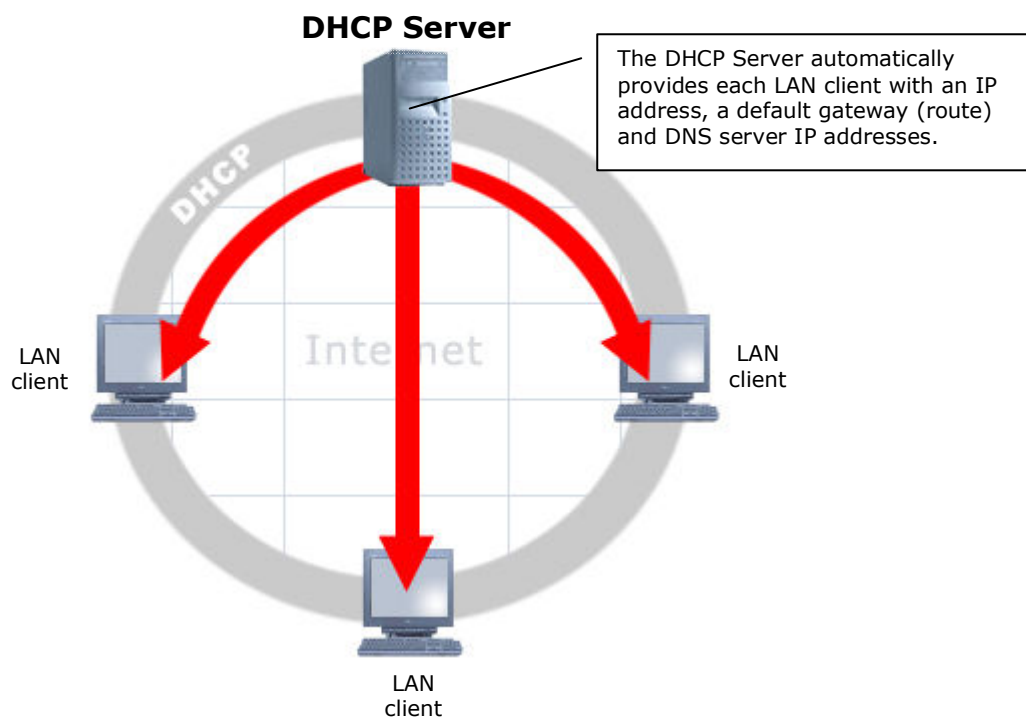 DHCP Server
The DHCP Server automatically
provides each LAN client with an IP
address, a default gateway (route)
and DNS server IP addresses.
DHCP
Internet
LAN
client
LAN
client
LAN
client